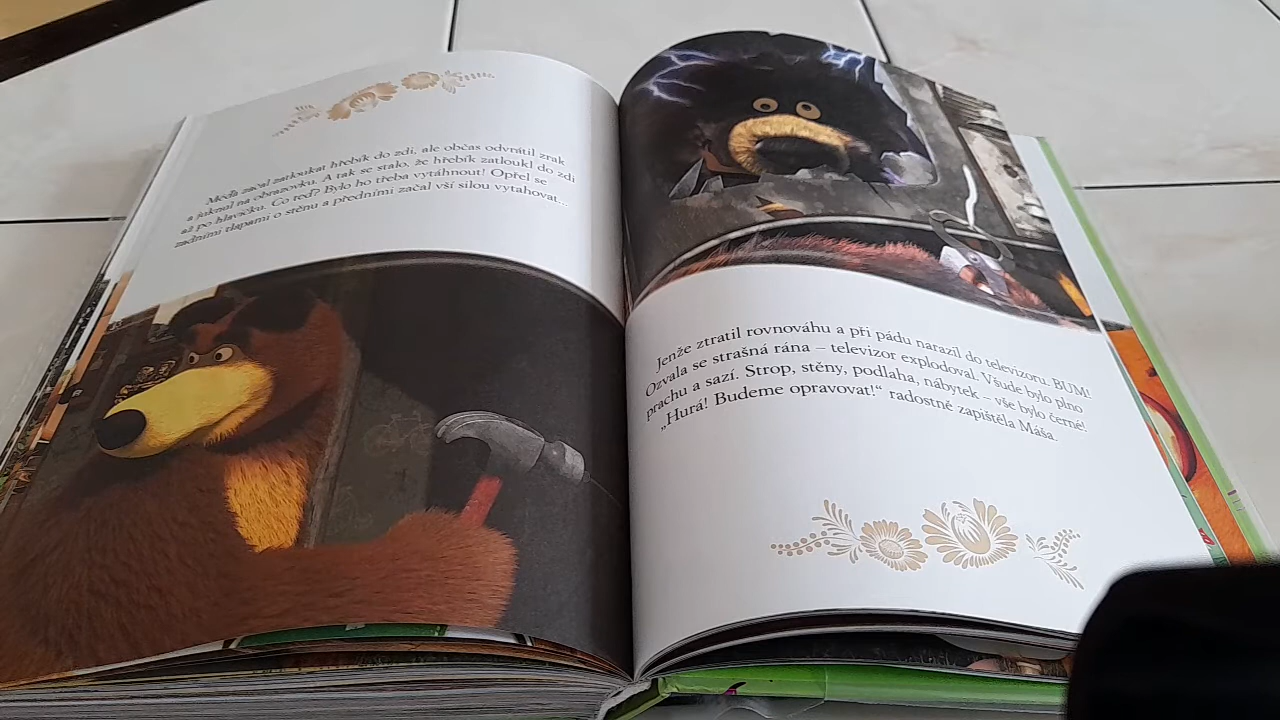 Méďa začal zatloukat hřebík do zdi, ale občas odvrátil zrak
a juknul na obrazovku. A tak se stalo, že hřebík zatloukl do zdi
až po hlavičku. Co teď? Bylo ho třeba vytáhnout! Opřel se
zadními tlapami o stěnu a předními začal vší silou vytahovat...
Jenže ztratil rovnováhu a při pádu narazil do televizoru. BUM!
Ozvala se strašná rána – televizor explodoval. Všude bylo plno
prachu a sazí. Strop, stěny, podlaha, nábytek – vše bylo černé!
„Hurá! Budeme opravovat!“ radostně zapištěla Máša.